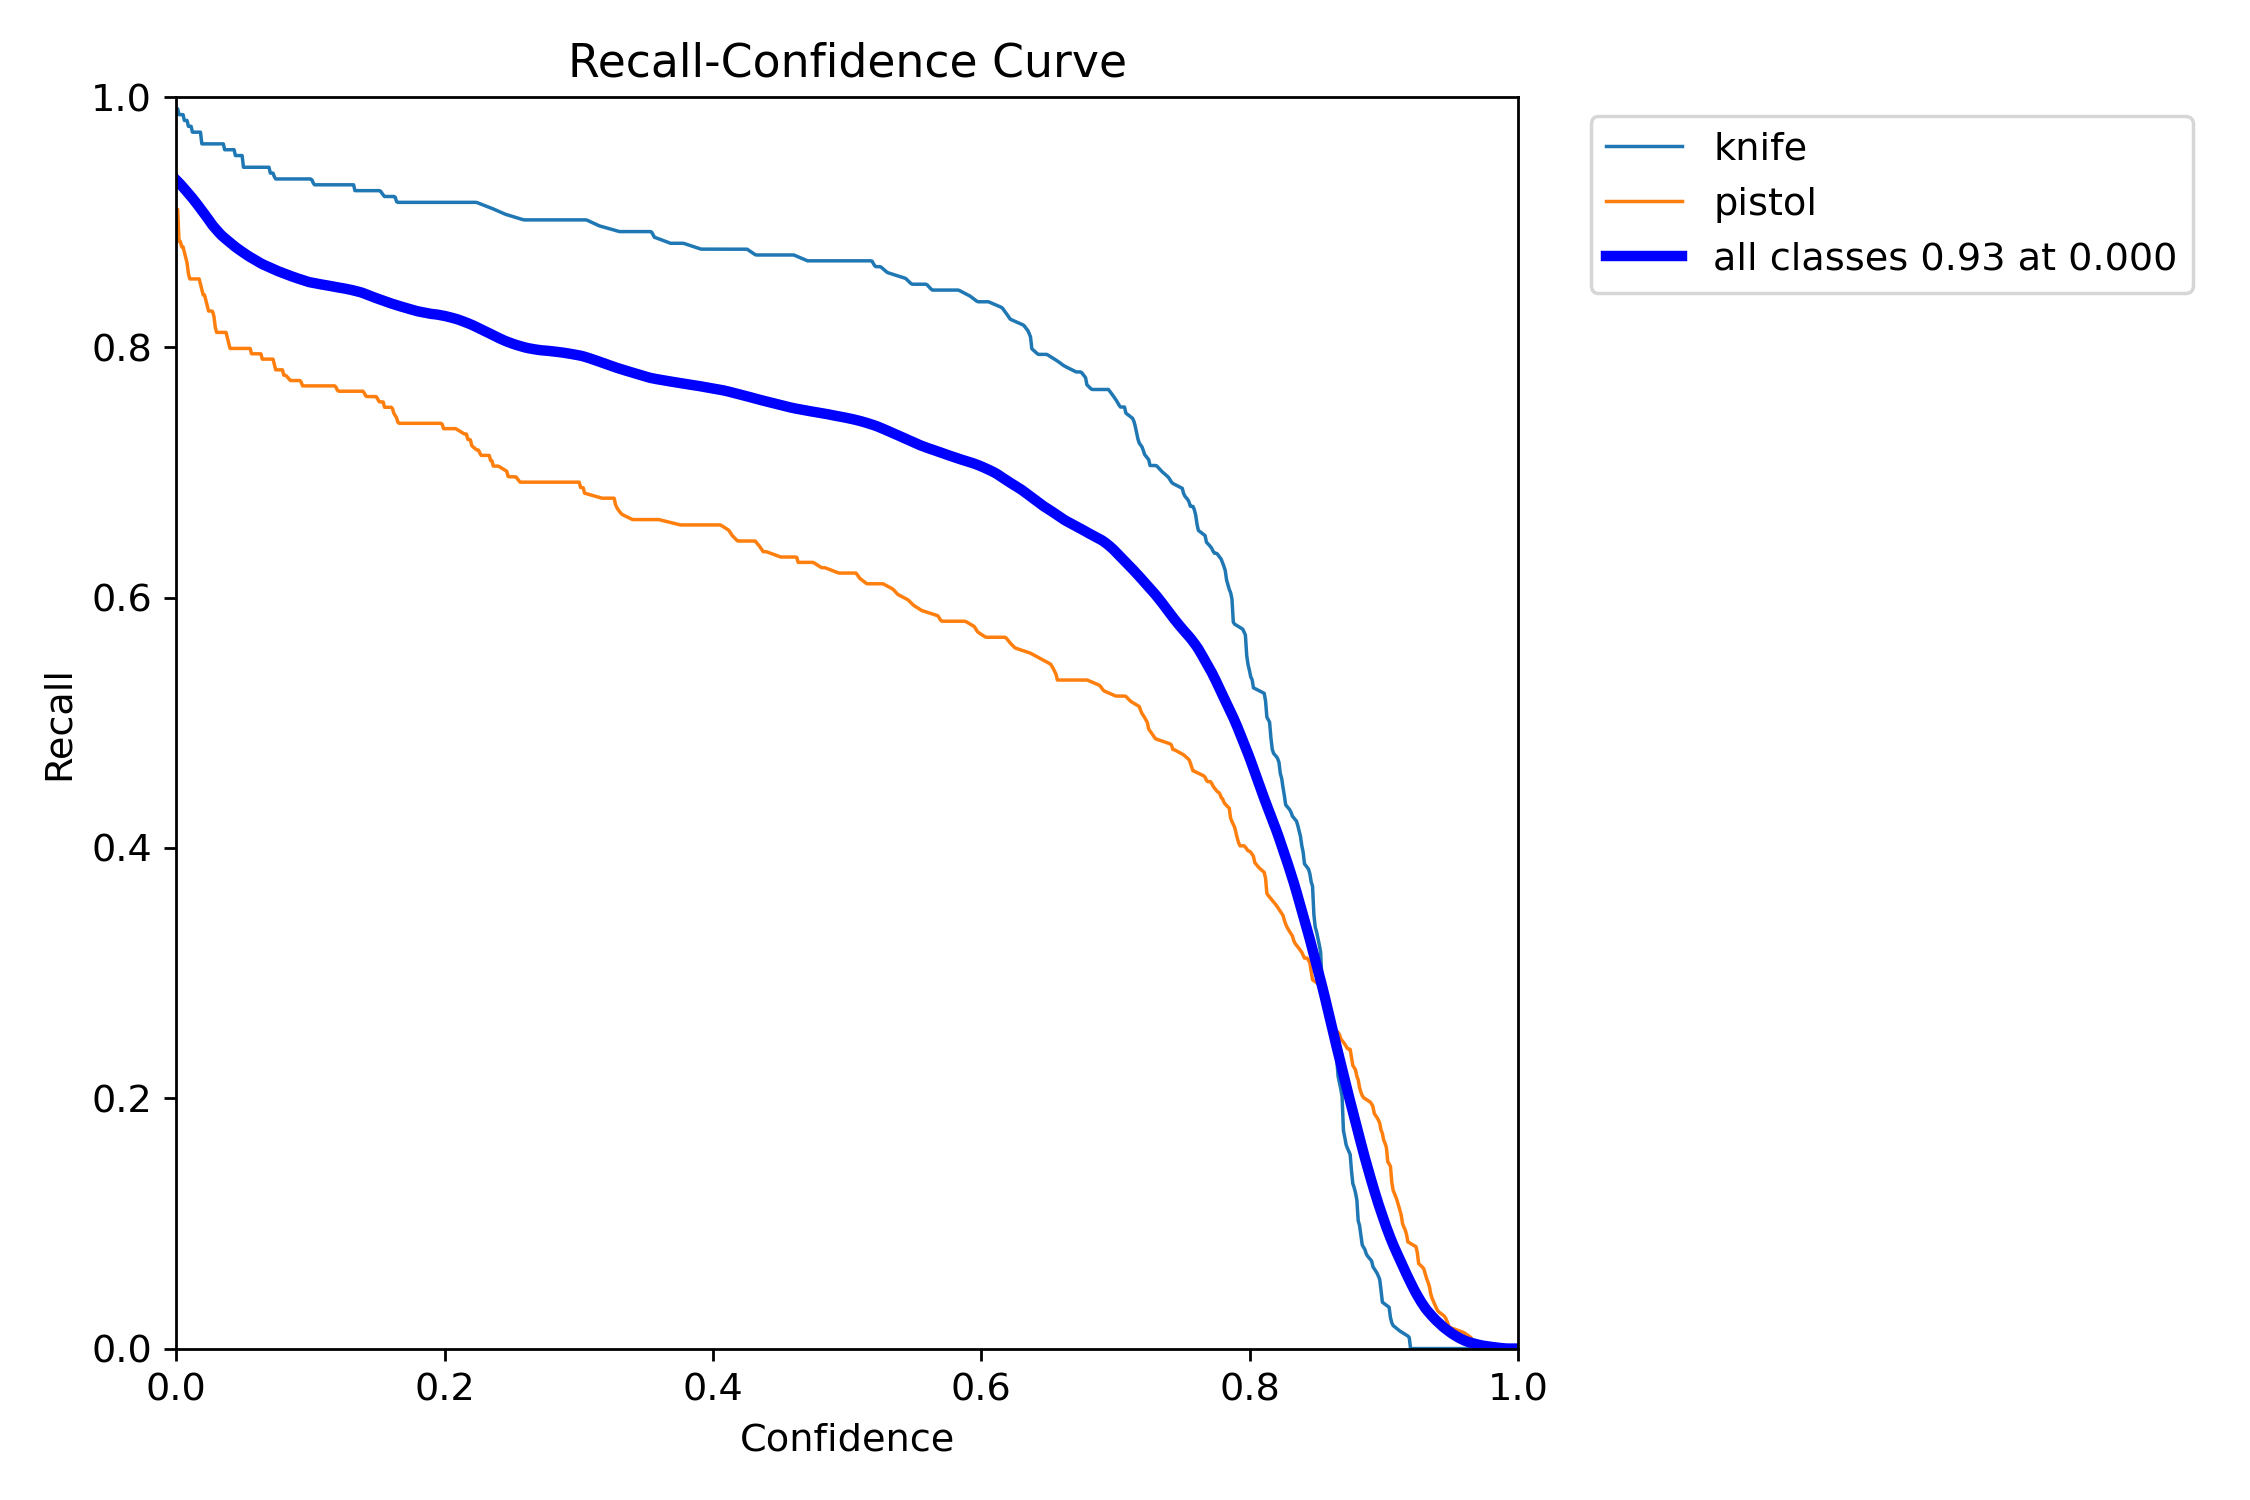 Recall-Confidence Curve
1.0
0.8
0.6
0.4
0.2
0.0
Recall
0.0 0.2 0.4 0.6 0.8 1.0
Confidence
knife
pistol
all classes 0.93 at 0.000